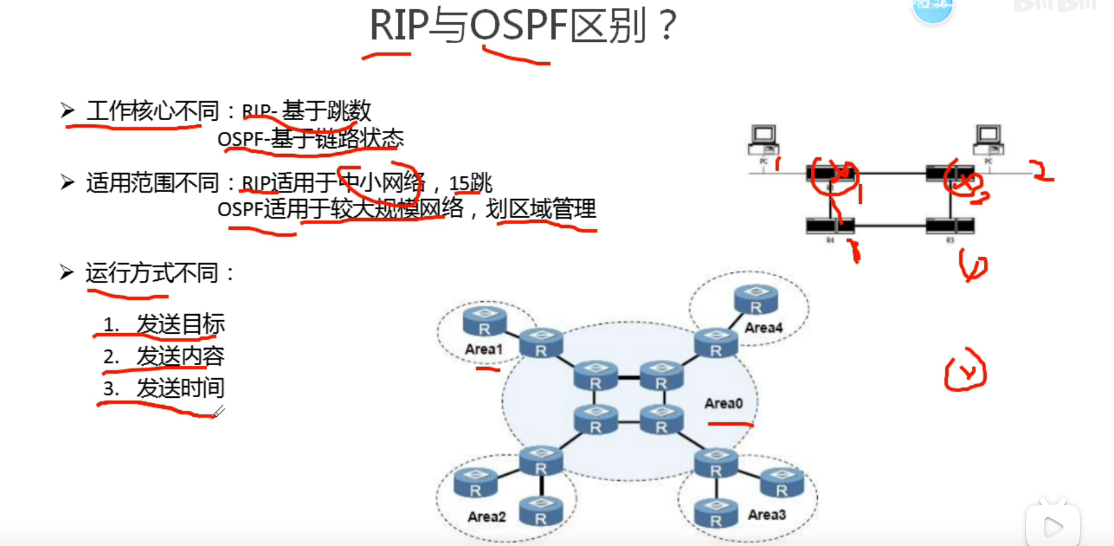 RIP与OSPF区别？
BiliBili
➢ 工作核心不同：RIP- 基于跳数
OSPF-基于链路状态
➢ 适用范围不同：RIP适用于中小网络，15跳
OSPF适用于较大规模网络，划区域管理
➢ 运行方式不同：
1. 发送目标
2. 发送内容
3. 发送时间
PC
PC
1
2
1
R4
R3
R
Area1
R
R
Area4
R
R
R
Area0
R
R
R
R
R
Area2
R
R
R
Area3
R